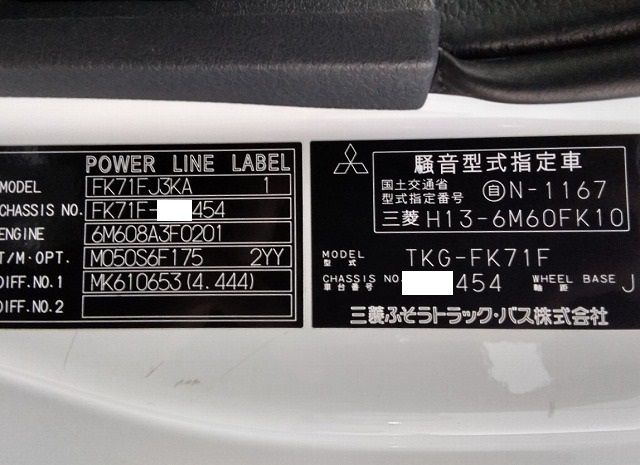 POWER LINE LABEL
MODEL FK71FJ3KA 1
CHASSIS NO. FK71F- 454
ENGINE 6M608A3F0201
T/M・OPT. M050S6F175 2YY
DIFF.NO.1 MK610653(4.444)
DIFF.NO.2
騒音型式指定車
国土交通省
型式指定番号 自N-1167
三菱 H13-6M60FK10
MODEL TKG-FK71F
型式
CHASSIS NO. 454 WHEEL BASE J
車台番号 軸距
三菱ふそうトラック・バス株式会社